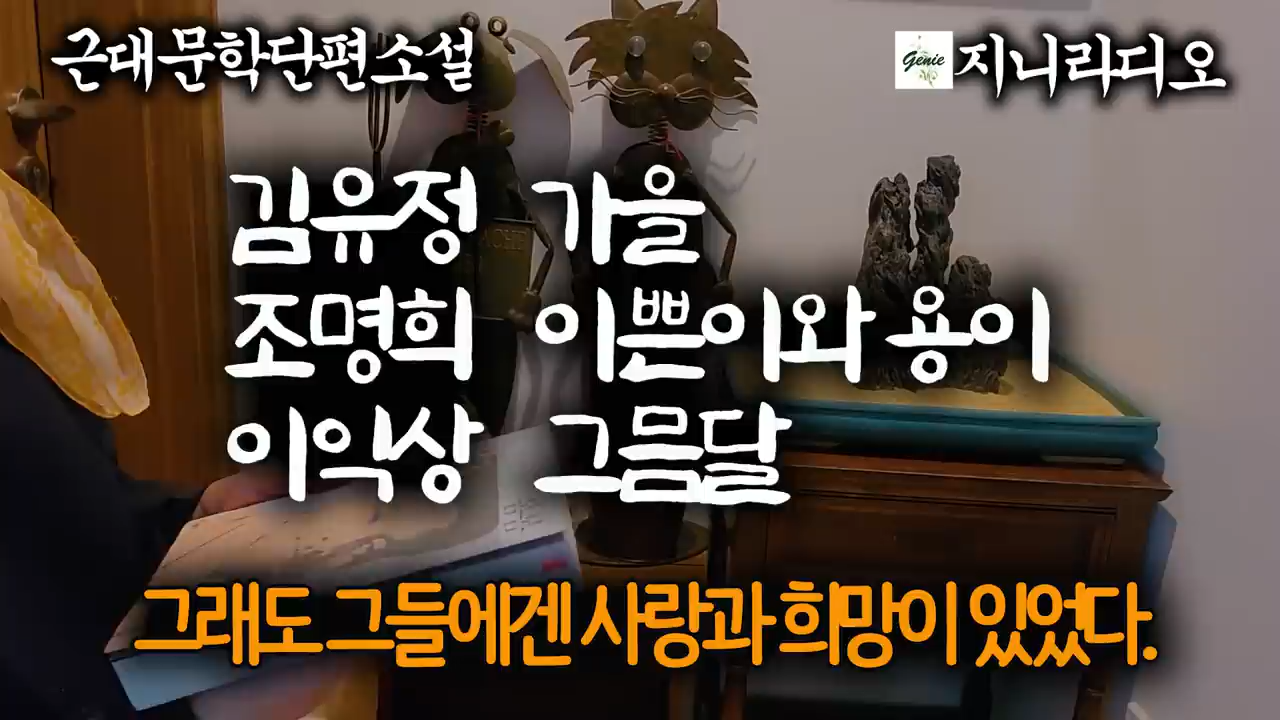 근대문학단편소설
Genie 지니라디오
김유정 가을
조명희 이쁜이와 용이
이익상 그믐달
그래도 그들에겐 사랑과 희망이 있었다.